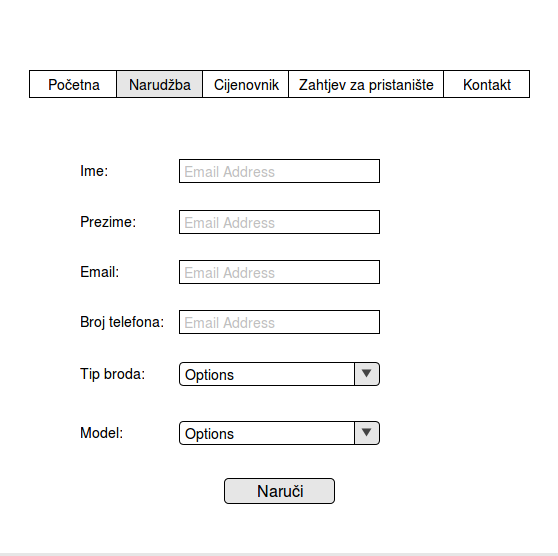 Početna Narudžba Cijenovnik Zahtjev za pristanište Kontakt
Ime: Email Address
Prezime: Email Address
Email: Email Address
Broj telefona: Email Address
Tip broda: Options
Model: Options
Naruči